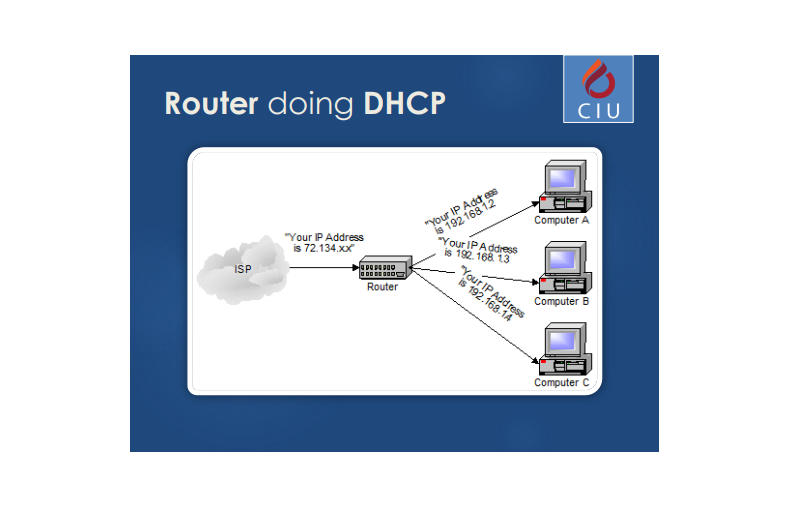 Router doing DHCP
CIU
"Your IP Address
is 72.134.x.x"
ISP
Router
"Your IP Address
is 192.168.1.2
Computer A
"Your IP Address
is 192.168.1.3
Computer B
"Your IP Address
is 192.168.1.4
Computer C